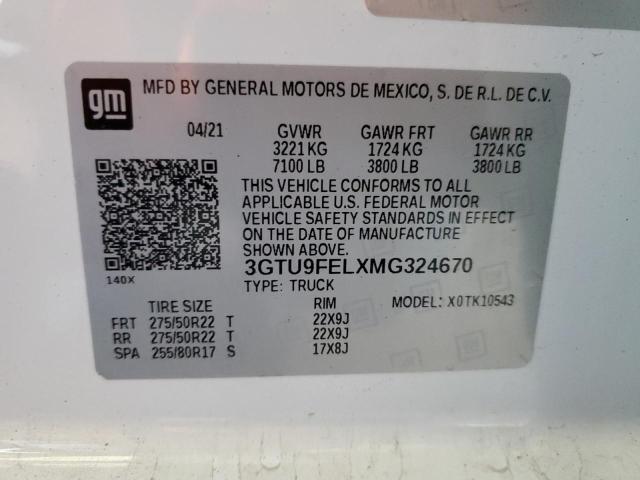 gm MFD BY GENERAL MOTORS DE MEXICO, S. DE R.L. DE C.V.
04/21 GVWR GAWR FRT GAWR RR
3221 KG 1724 KG 1724 KG
7100 LB 3800 LB 3800 LB
THIS VEHICLE CONFORMS TO ALL
APPLICABLE U.S. FEDERAL MOTOR
VEHICLE SAFETY STANDARDS IN EFFECT
ON THE DATE OF MANUFACTURE
SHOWN ABOVE.
3GTU9FELXMG324670
140X TYPE: TRUCK
TIRE SIZE RIM MODEL: X0TK10543
FRT 275/50R22 T 22X9J
RR 275/50R22 T 22X9J
SPA 255/80R17 S 17X8J